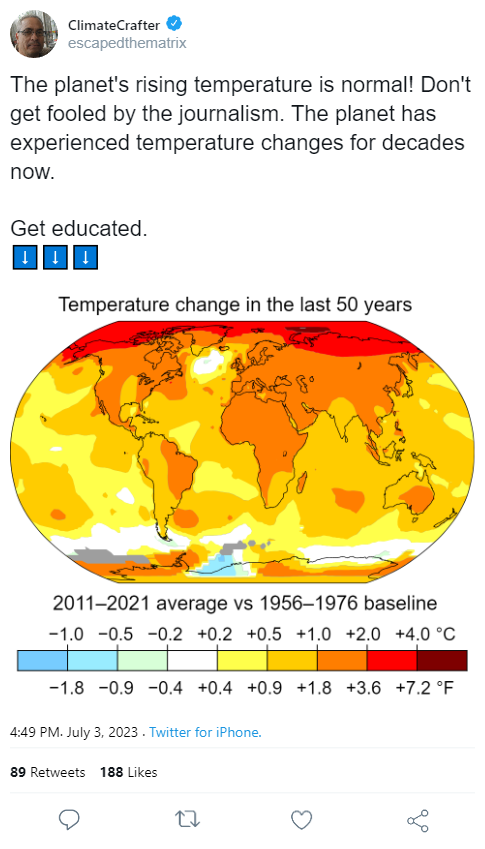 ClimateCrafter
escapedthematrix
The planet's rising temperature is normal! Don't
get fooled by the journalism. The planet has
experienced temperature changes for decades
now.
Get educated.
↓ ↓ ↓
Temperature change in the last 50 years
2011–2021 average vs 1956–1976 baseline
−1.0 −0.5 −0.2 +0.2 +0.5 +1.0 +2.0 +4.0 °C
−1.8 −0.9 −0.4 +0.4 +0.9 +1.8 +3.6 +7.2 °F
4:49 PM. July 3, 2023 . Twitter for iPhone.
89 Retweets 188 Likes